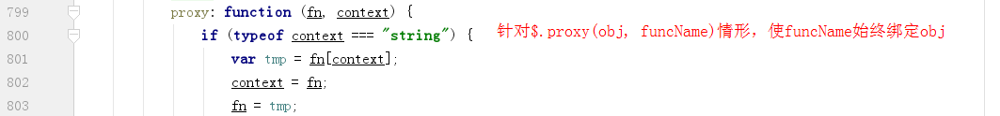 799 proxy: function (fn, context) {
800 if (typeof context === "string") { 针对$.proxy(obj, funcName)情形，使funcName始终绑定obj
801 var tmp = fn[context];
802 context = fn;
803 fn = tmp;